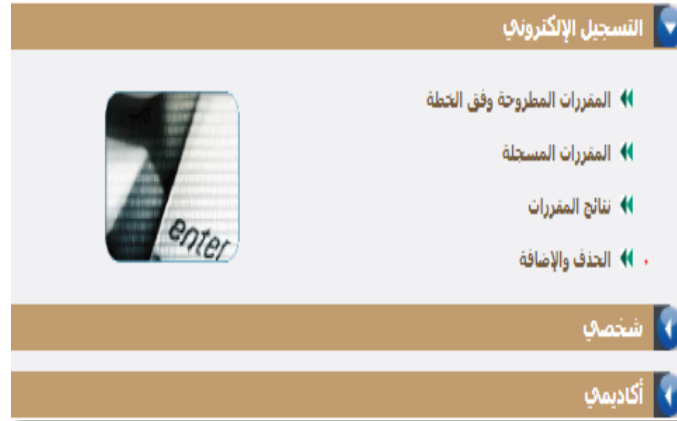 التسجيل الإلكتروني
المقررات المطروحة وفق الخطة
المقررات المسجلة
نتائج المقررات
الحذف والإضافة
enter
شخصي
أكاديمي